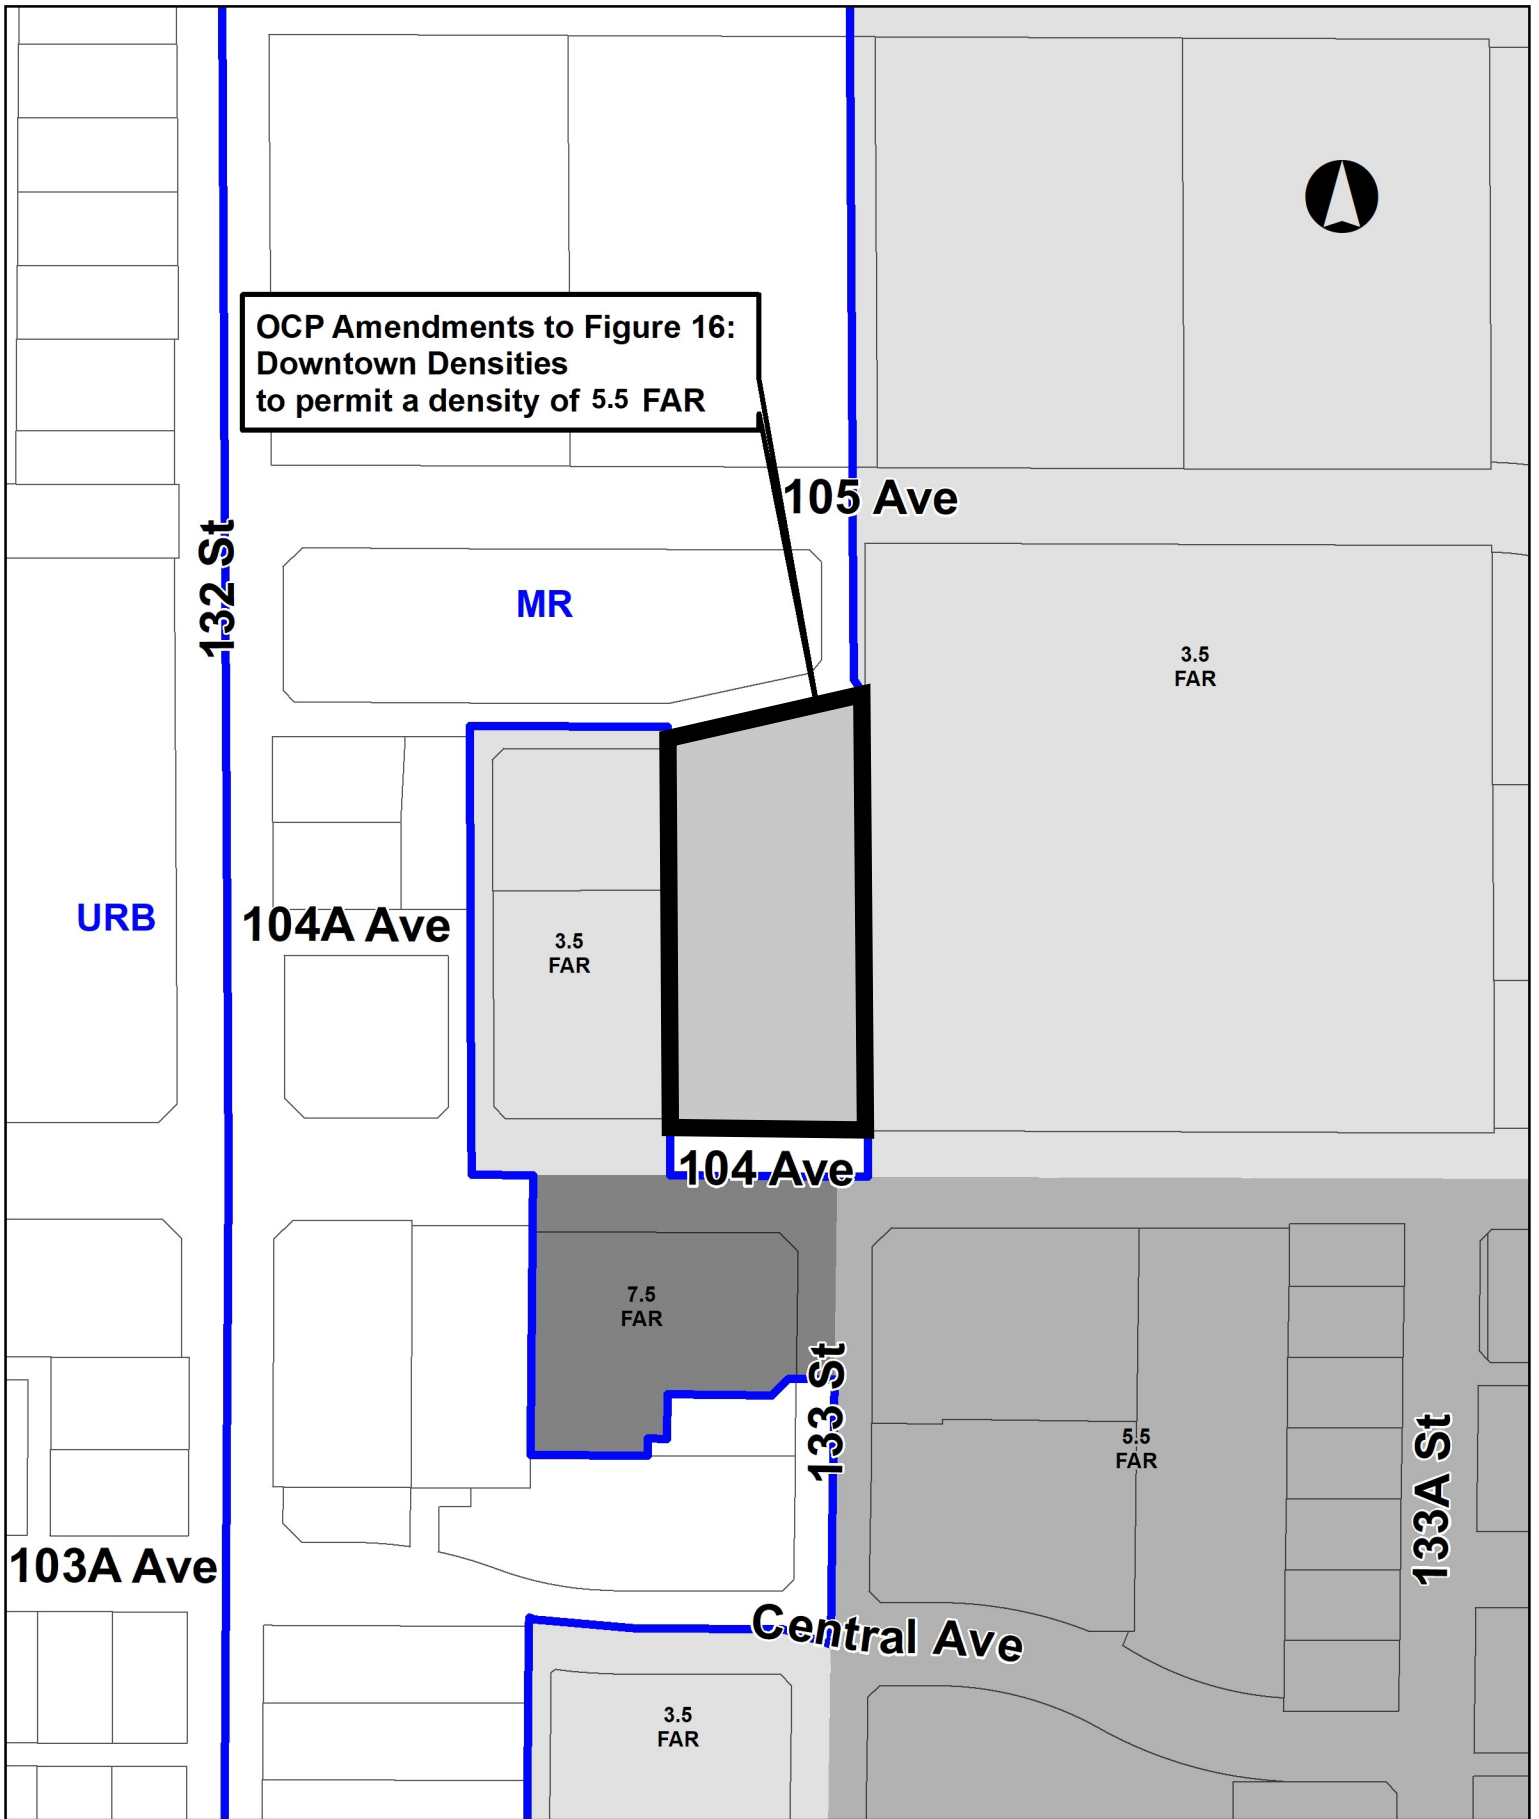 OCP Amendments to Figure 16:
Downtown Densities
to permit a density of 5.5 FAR
105 Ave
132 St
MR
3.5
FAR
URB
104A Ave
3.5
FAR
104 Ave
7.5
FAR
133 St
5.5
FAR
133A St
103A Ave
Central Ave
3.5
FAR